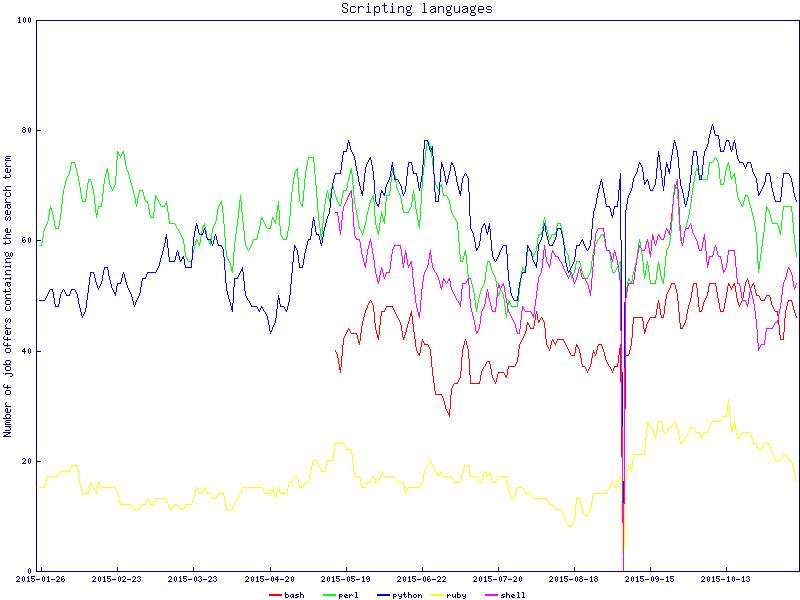 Scripting languages
Number of job offers containing the search term
100
80
60
40
20
0
2015-01-26 2015-02-23 2015-03-23 2015-04-20 2015-05-19 2015-06-22 2015-07-20 2015-08-18 2015-09-15 2015-10-13
bash perl python ruby shell